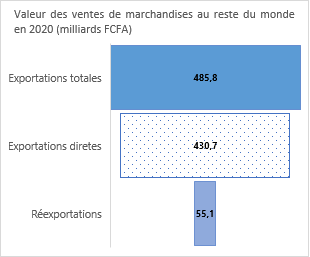 Valeur des ventes de marchandises au reste du monde
en 2020 (milliards FCFA)
Exportations totales
485,8
Exportations diretes
430,7
Réexportations
55,1